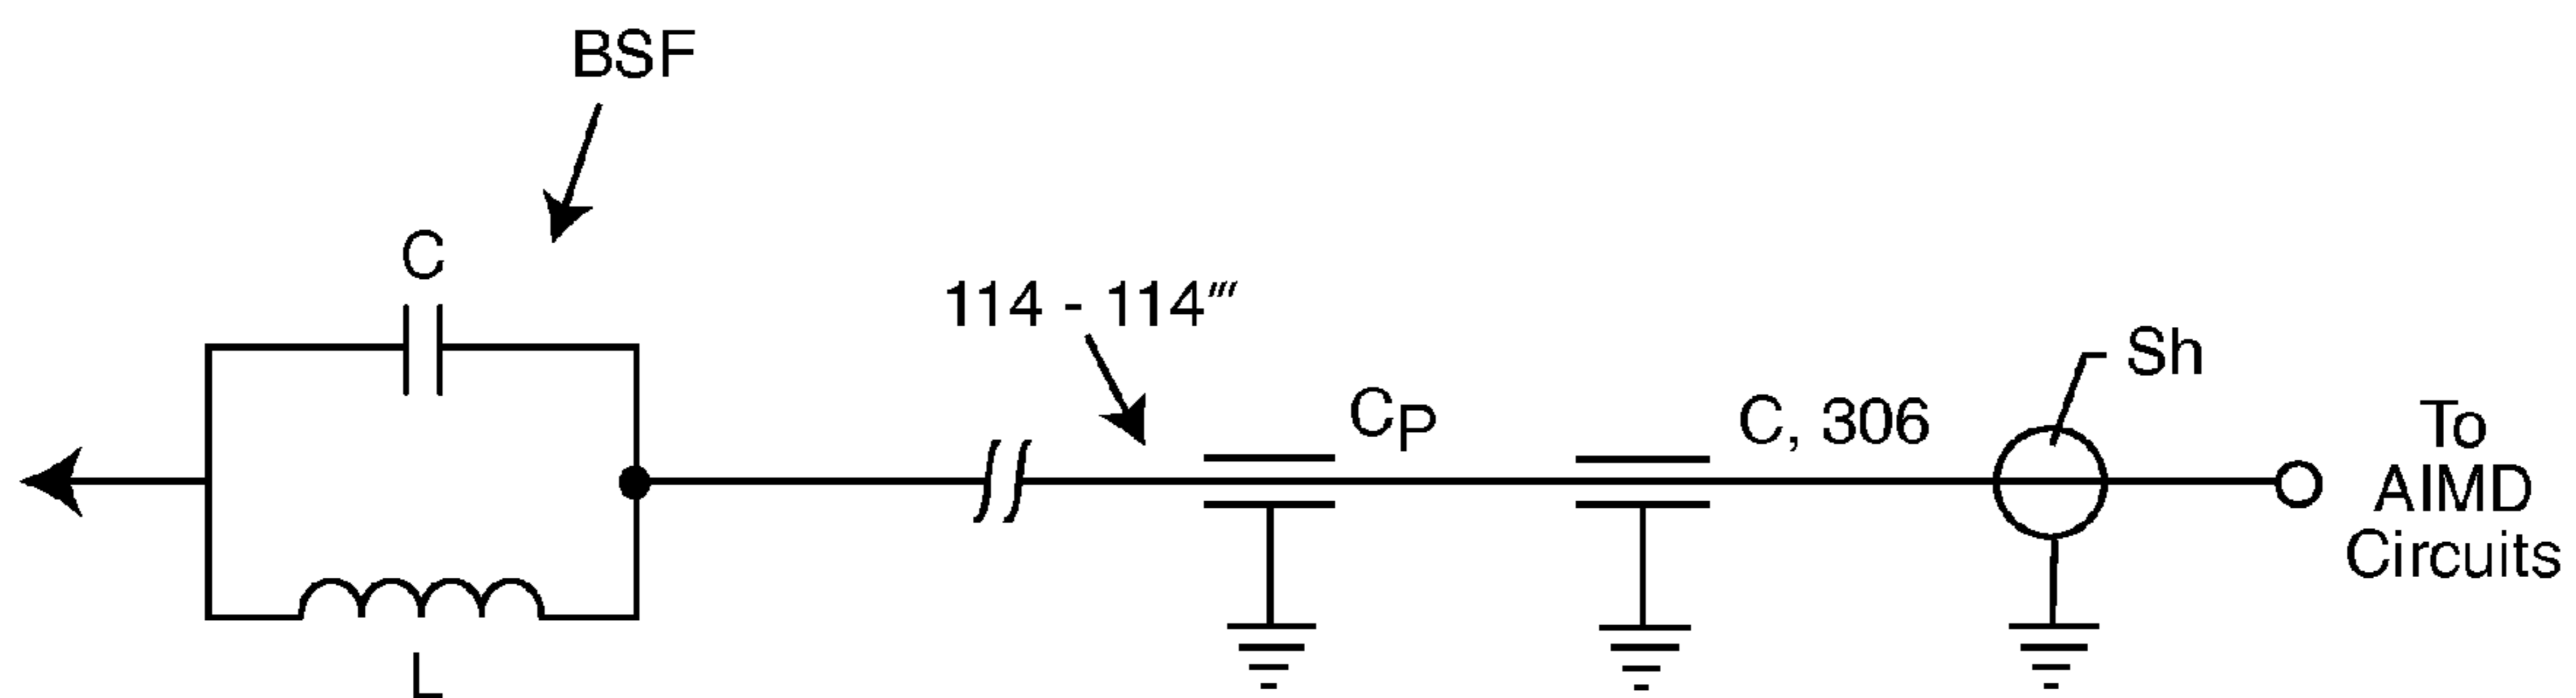 BSF
C
114 - 114‴
Sh
CP
C, 306
To
AIMD
Circuits
L